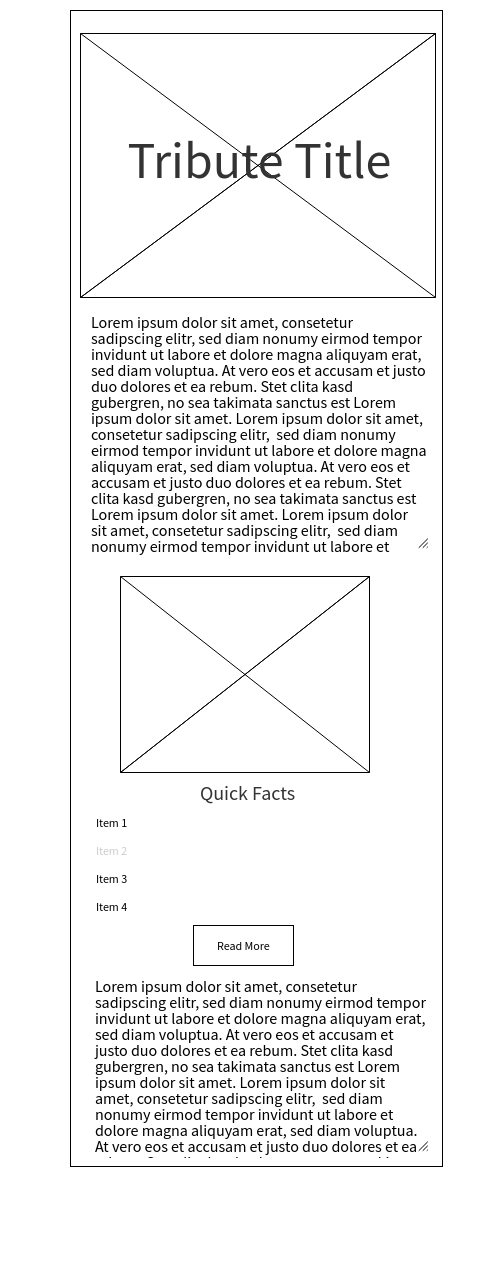 Tribute Title
Lorem ipsum dolor sit amet, consetetur
sadipscing elitr, sed diam nonumy eirmod tempor
invidunt ut labore et dolore magna aliquyam erat,
sed diam voluptua. At vero eos et accusam et justo
duo dolores et ea rebum. Stet clita kasd
gubergren, no sea takimata sanctus est Lorem
ipsum dolor sit amet. Lorem ipsum dolor sit amet,
consetetur sadipscing elitr,  sed diam nonumy
eirmod tempor invidunt ut labore et dolore magna
aliquyam erat, sed diam voluptua. At vero eos et
accusam et justo duo dolores et ea rebum. Stet
clita kasd gubergren, no sea takimata sanctus est
Lorem ipsum dolor sit amet. Lorem ipsum dolor
sit amet, consetetur sadipscing elitr,  sed diam
nonumy eirmod tempor invidunt ut labore et
Quick Facts
Item 1
Item 2
Item 3
Item 4
Read More
Lorem ipsum dolor sit amet, consetetur
sadipscing elitr, sed diam nonumy eirmod tempor
invidunt ut labore et dolore magna aliquyam erat,
sed diam voluptua. At vero eos et accusam et
justo duo dolores et ea rebum. Stet clita kasd
gubergren, no sea takimata sanctus est Lorem
ipsum dolor sit amet. Lorem ipsum dolor sit
amet, consetetur sadipscing elitr,  sed diam
nonumy eirmod tempor invidunt ut labore et
dolore magna aliquyam erat, sed diam voluptua.
At vero eos et accusam et justo duo dolores et ea